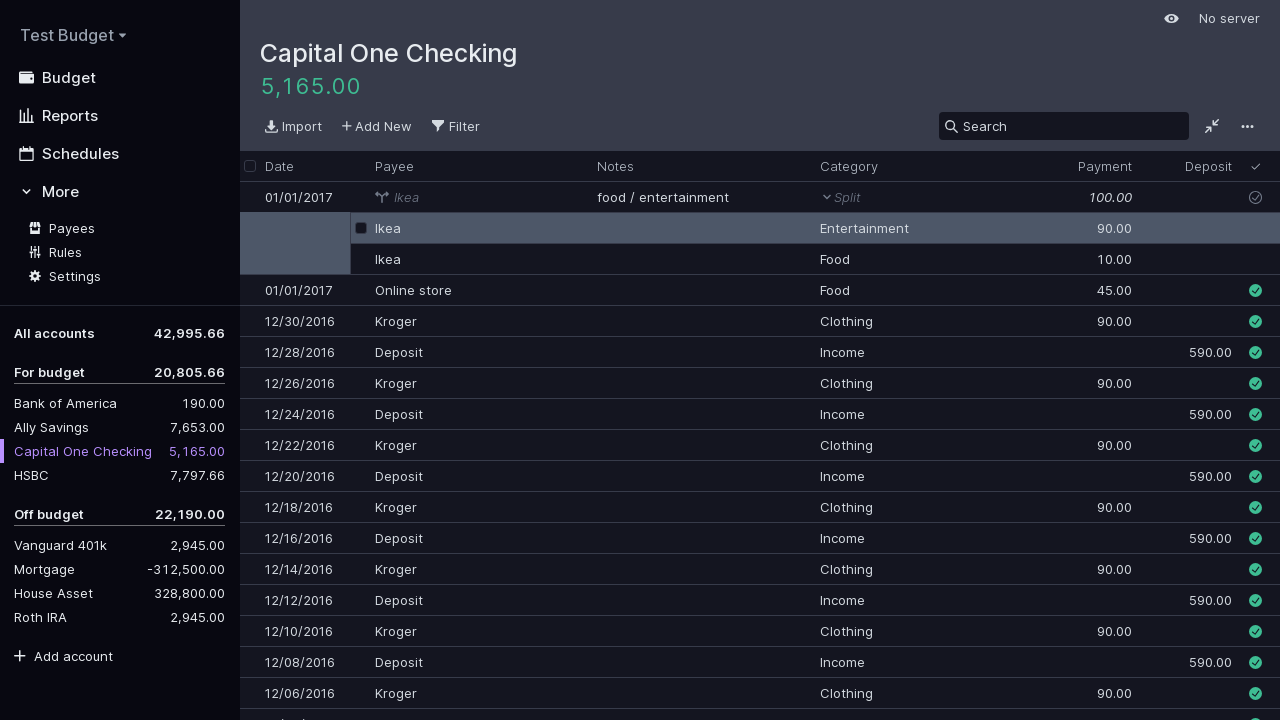 Test Budget
Budget
Reports
Schedules
More
Payees
Rules
Settings
All accounts 42,995.66
For budget 20,805.66
Bank of America 190.00
Ally Savings 7,653.00
Capital One Checking 5,165.00
HSBC 7,797.66
Off budget 22,190.00
Vanguard 401k 2,945.00
Mortgage -312,500.00
House Asset 328,800.00
Roth IRA 2,945.00
Add account
No server
Capital One Checking
5,165.00
Import Add New Filter Search
Date Payee Notes Category Payment Deposit
01/01/2017 Ikea food / entertainment Split 100.00
Ikea Entertainment 90.00
Ikea Food 10.00
01/01/2017 Online store Food 45.00
12/30/2016 Kroger Clothing 90.00
12/28/2016 Deposit Income 590.00
12/26/2016 Kroger Clothing 90.00
12/24/2016 Deposit Income 590.00
12/22/2016 Kroger Clothing 90.00
12/20/2016 Deposit Income 590.00
12/18/2016 Kroger Clothing 90.00
12/16/2016 Deposit Income 590.00
12/14/2016 Kroger Clothing 90.00
12/12/2016 Deposit Income 590.00
12/10/2016 Kroger Clothing 90.00
12/08/2016 Deposit Income 590.00
12/06/2016 Kroger Clothing 90.00